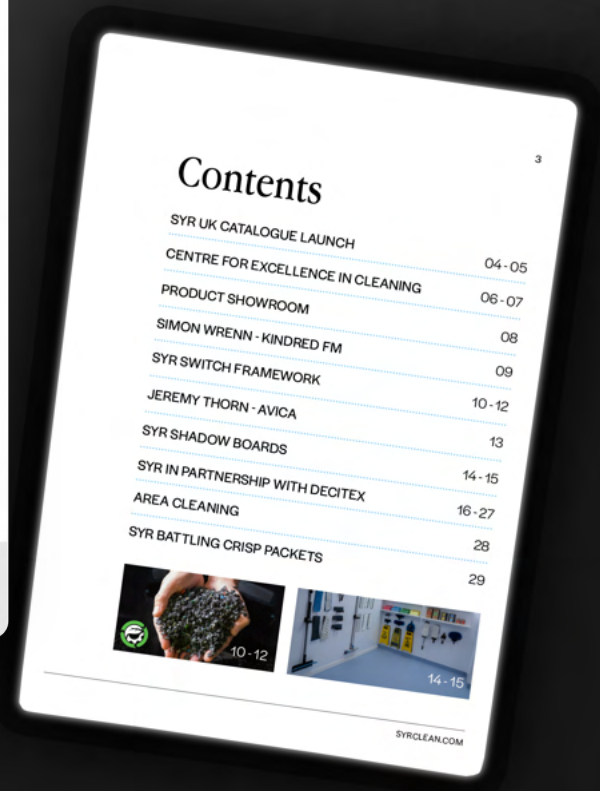 3
Contents
SYR UK CATALOGUE LAUNCH 04-05
CENTRE FOR EXCELLENCE IN CLEANING 06-07
PRODUCT SHOWROOM 08
SIMON WRENN - KINDRED FM 09
SYR SWITCH FRAMEWORK 10-12
JEREMY THORN - AVICA 13
SYR SHADOW BOARDS 14-15
SYR IN PARTNERSHIP WITH DECITEX 16-27
AREA CLEANING 28
SYR BATTLING CRISP PACKETS 29
10-12 14-15
SYRCLEAN.COM